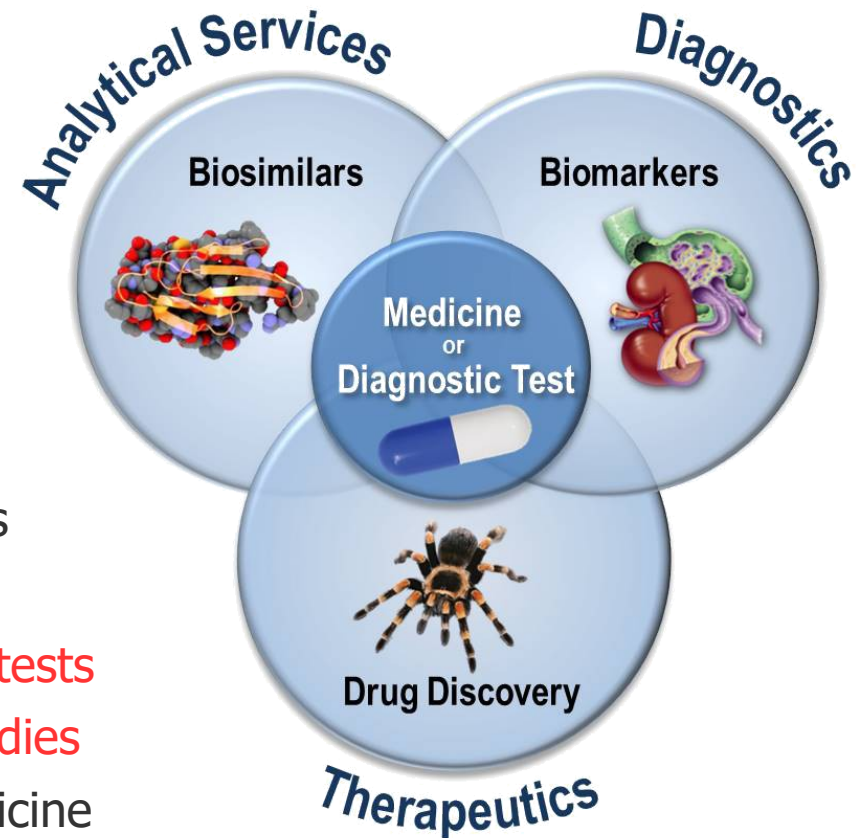 Analytical Services
Diagnostics
Biosimilars
Biomarkers
Medicine
or
Diagnostic Test
s
tests
dies
icine
Drug Discovery
Therapeutics